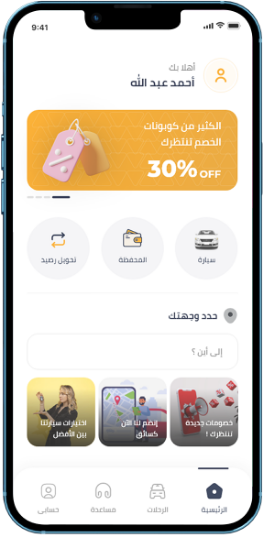 9:41
أهلا بك
أحمد عبد الله
الكثير من كوبونات
الخصم تنتظرك
30% OFF
سيارة
المحفظة
تحويل رصيد
حدد وجهتك
إلى أين ؟
خصومات جديدة
تنتظرك !
إنضم لنا الآن
كسائق
اختيارات سيارتنا
بين الأفضل
الرئيسية
الرحلات
مساعدة
حسابي